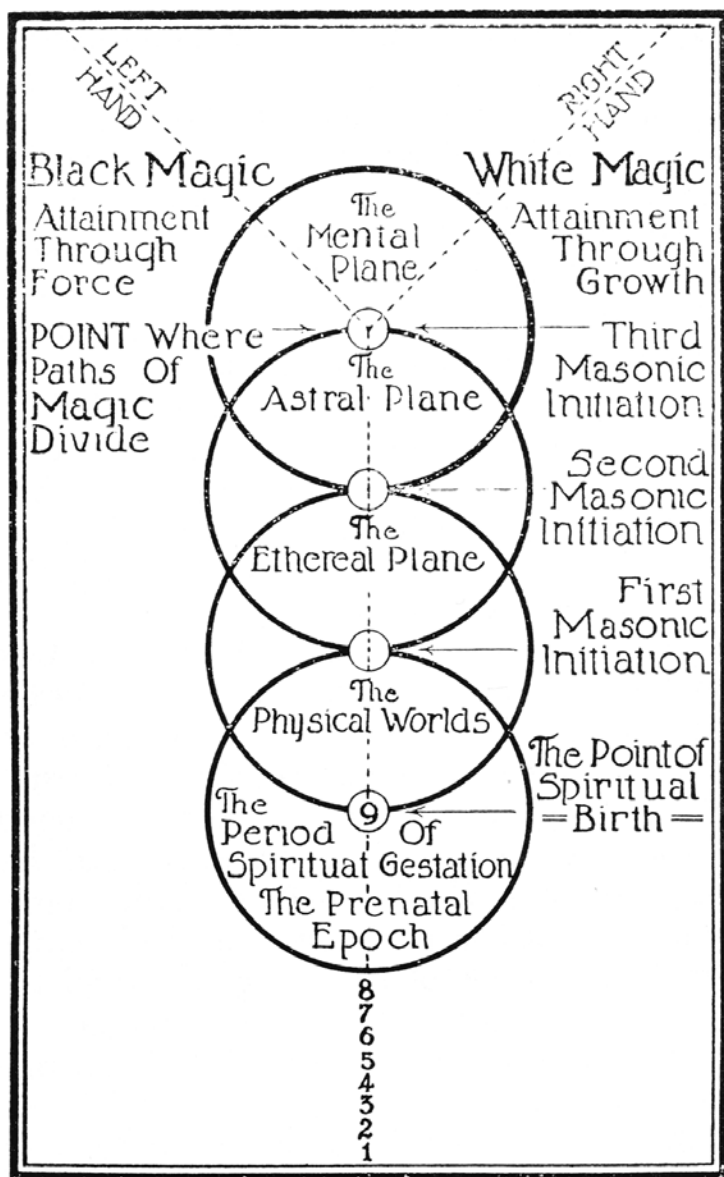 LEFT
HAND
RIGHT
HAND
Black Magic
Attainment
Through
Force
POINT Where
Paths Of
Magic
Divide
The
Mental
Plane
White Magic
Attainment
Through
Growth
Third
Masonic
Initiation
The
Astral Plane
Second
Masonic
Initiation
The
Ethereal Plane
First
Masonic
Initiation
The
Physical Worlds
The Point of
Spiritual
=Birth=
9
The
Period Of
Spiritual Gestation
The Prenatal
Epoch
8
7
6
5
4
3
2
1